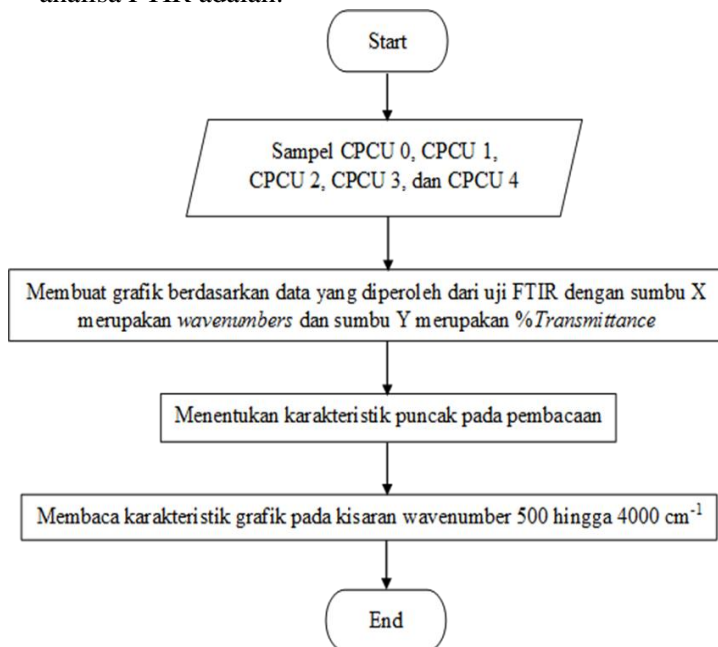 analisa FTIR adalah:
Start
Sampel CPCU 0, CPCU 1,
CPCU 2, CPCU 3, dan CPCU 4
Membuat grafik berdasarkan data yang diperoleh dari uji FTIR dengan sumbu X
merupakan wavenumbers dan sumbu Y merupakan %Transmittance
Menentukan karakteristik puncak pada pembacaan
Membaca karakteristik grafik pada kisaran wavenumber 500 hingga 4000 cm⁻¹
End